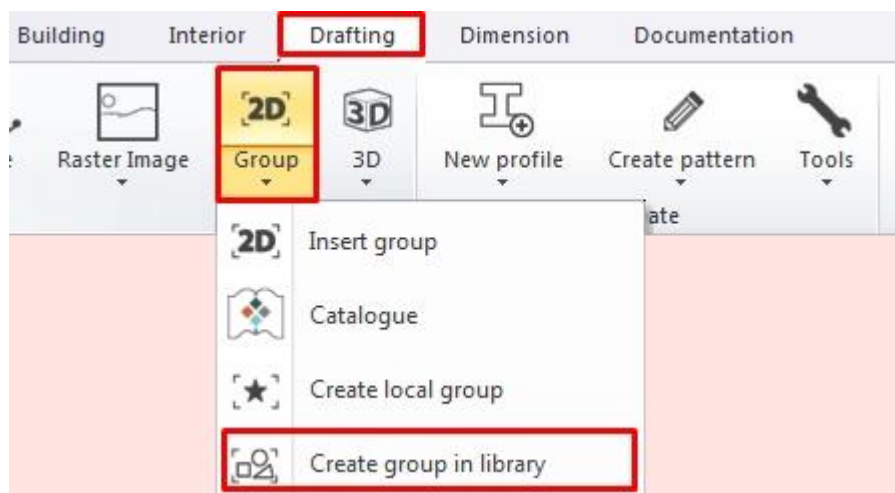 Building Interior Drafting Dimension Documentation
2D 3D
Raster Image Group 3D New profile Create pattern Tools
2D Insert group
Catalogue
Create local group
Create group in library